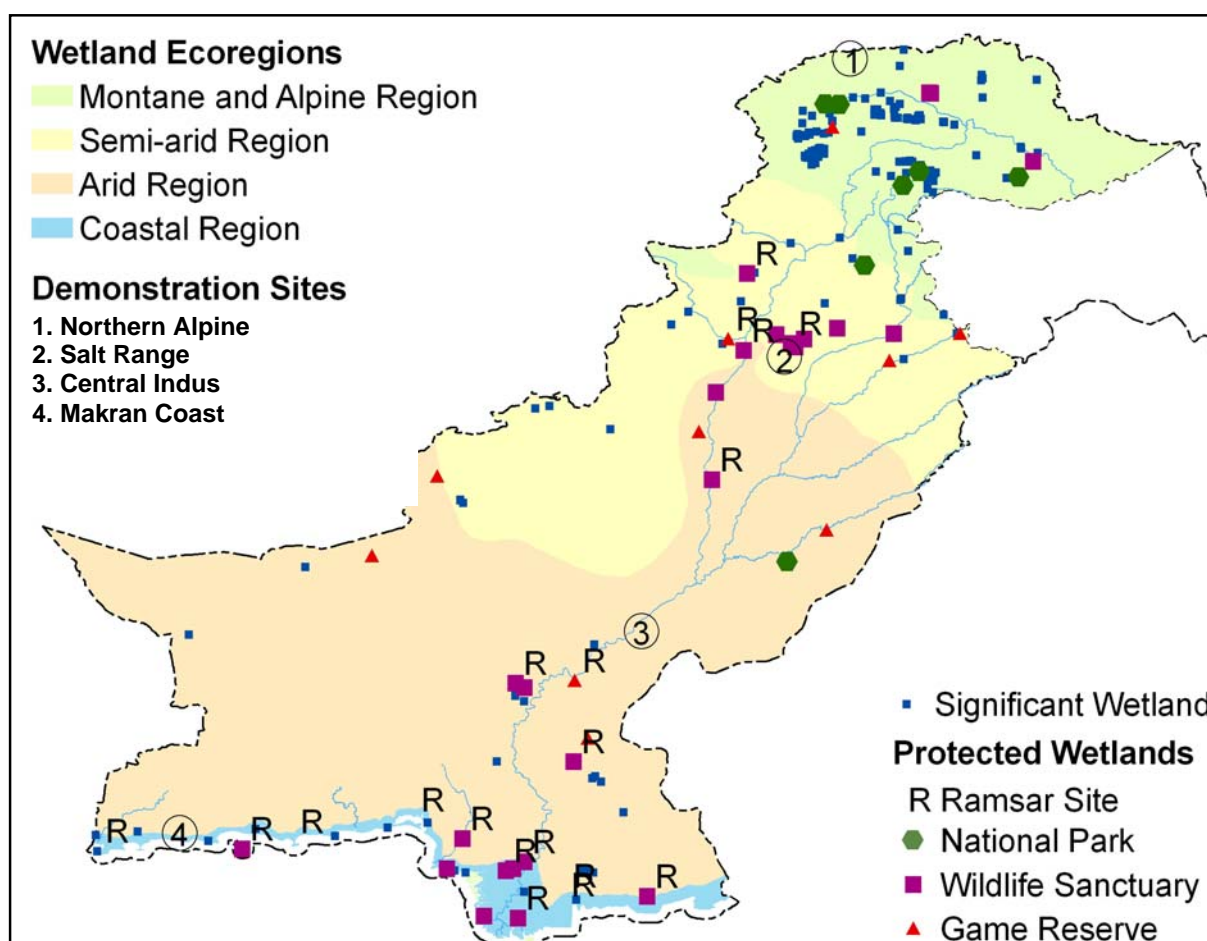 Wetland Ecoregions
Montane and Alpine Region
Semi-arid Region
Arid Region
Coastal Region
Demonstration Sites
1. Northern Alpine
2. Salt Range
3. Central Indus
4. Makran Coast
1
R
R
R
R
2
R
3
R
R
R
R
R
R
4
R
R
R
R
R
R
R
R
Significant Wetland
Protected Wetlands
R Ramsar Site
National Park
Wildlife Sanctuary
Game Reserve